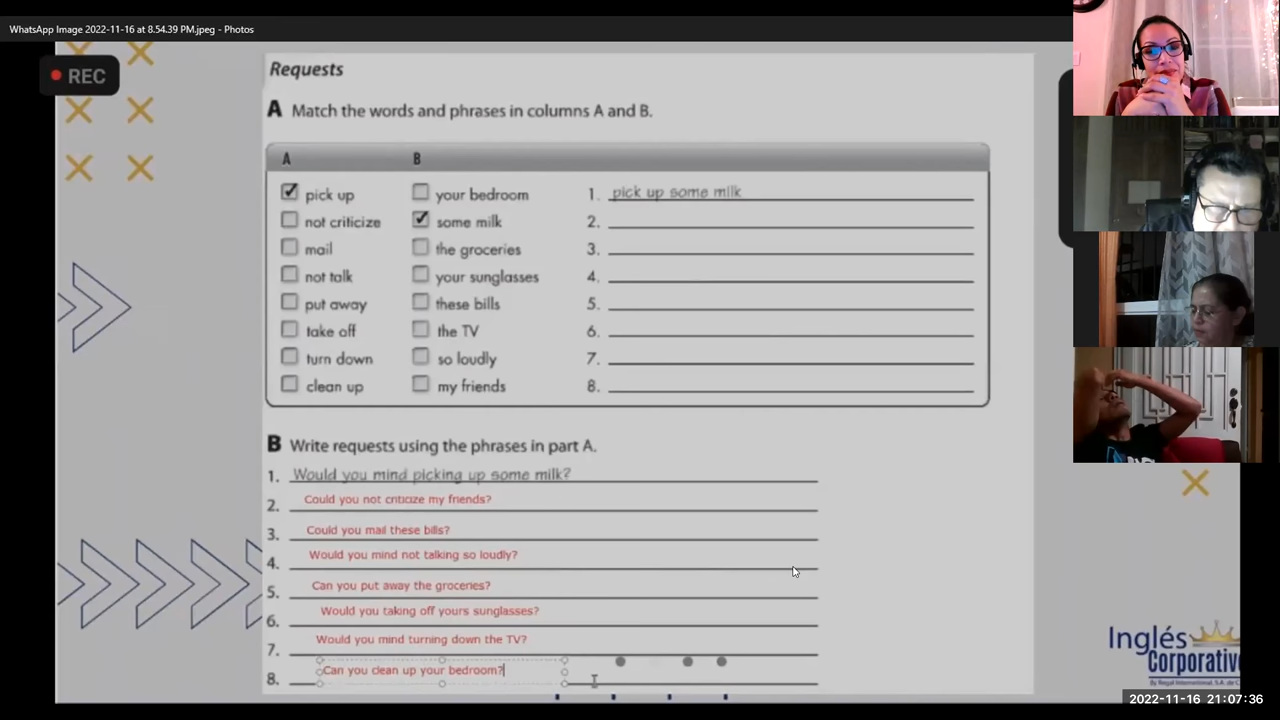 WhatsApp Image 2022-11-16 at 8.54.39 PM.jpeg - Photos
REC
Requests
A Match the words and phrases in columns A and B.
A B
pick up your bedroom 1. pick up some milk
not criticize some milk 2.
mail the groceries 3.
not talk your sunglasses 4.
put away these bills 5.
take off the TV 6.
turn down so loudly 7.
clean up my friends 8.
B Write requests using the phrases in part A.
1. Would you mind picking up some milk?
2. Could you not criticize my friends?
3. Could you mail these bills?
4. Would you mind not talking so loudly?
5. Can you put away the groceries?
6. Would you taking off yours sunglasses?
7. Would you mind turning down the TV?
8. Can you clean up your bedroom?
Inglés
Corporativ
By Royal International, S.A. de C
2022-11-16 21:07:36